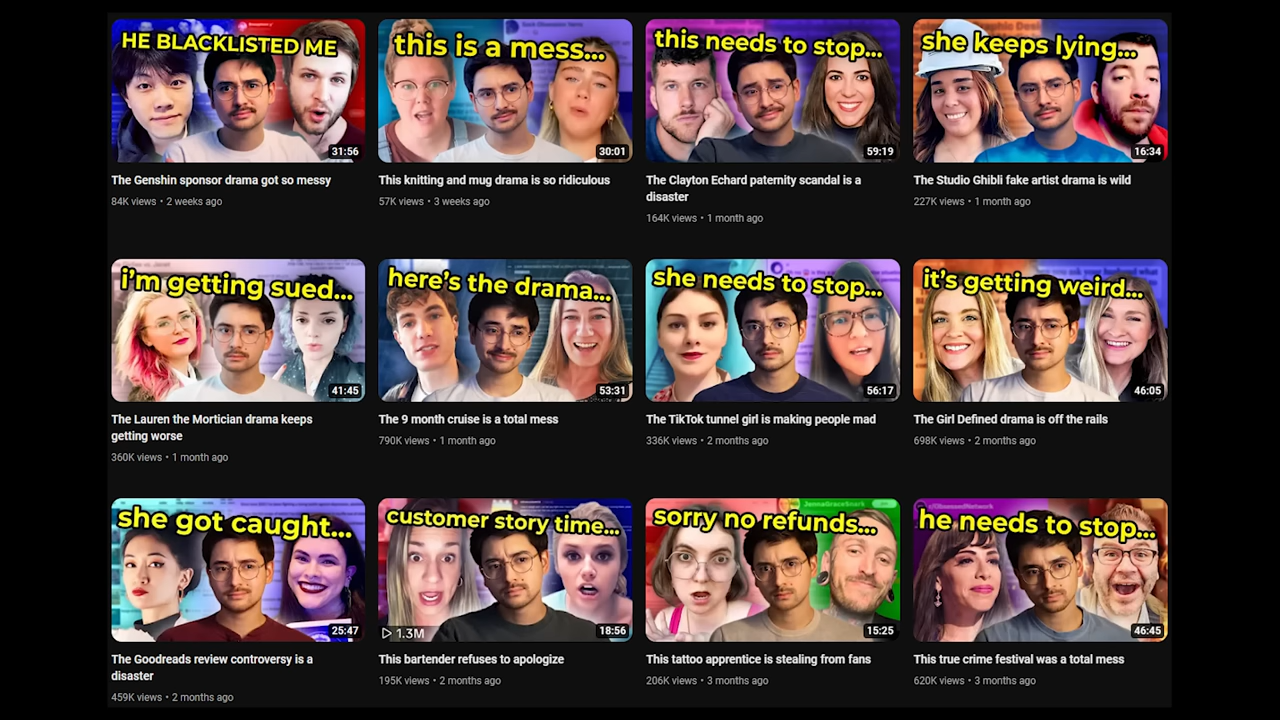 HE BLACKLISTED ME
31:56
The Genshin sponsor drama got so messy
84K views • 2 weeks ago
this is a mess...
30:01
This knitting and mug drama is so ridiculous
57K views • 3 weeks ago
this needs to stop...
59:19
The Clayton Echard paternity scandal is a
disaster
164K views • 1 month ago
she keeps lying...
16:34
The Studio Ghibli fake artist drama is wild
227K views • 1 month ago
i'm getting sued...
41:45
The Lauren the Mortician drama keeps
getting worse
360K views • 1 month ago
here's the drama...
53:31
The 9 month cruise is a total mess
790K views • 1 month ago
she needs to stop...
56:17
The TikTok tunnel girl is making people mad
336K views • 2 months ago
it's getting weird...
46:05
The Girl Defined drama is off the rails
698K views • 2 months ago
she got caught...
25:47
The Goodreads review controversy is a
disaster
459K views • 2 months ago
customer story time...
1.3M
18:56
This bartender refuses to apologize
195K views • 2 months ago
JennaGraceSnark
sorry no refunds...
15:25
This tattoo apprentice is stealing from fans
206K views • 3 months ago
he needs to stop...
46:45
This true crime festival was a total mess
620K views • 3 months ago